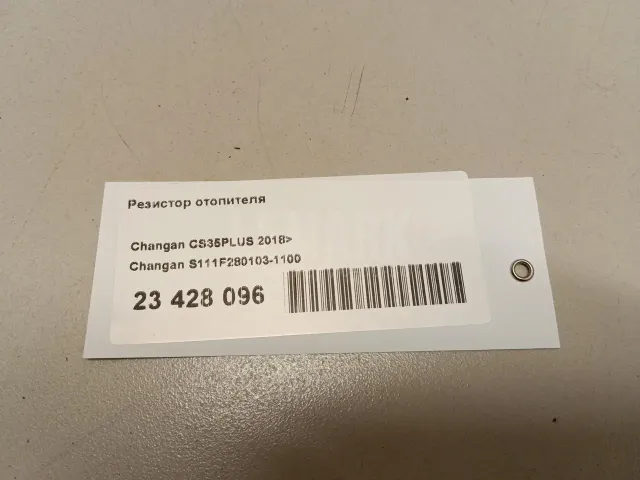 Резистор отопителя
Changan CS35PLUS 2018>
Changan S111F280103-1100
23 428 096